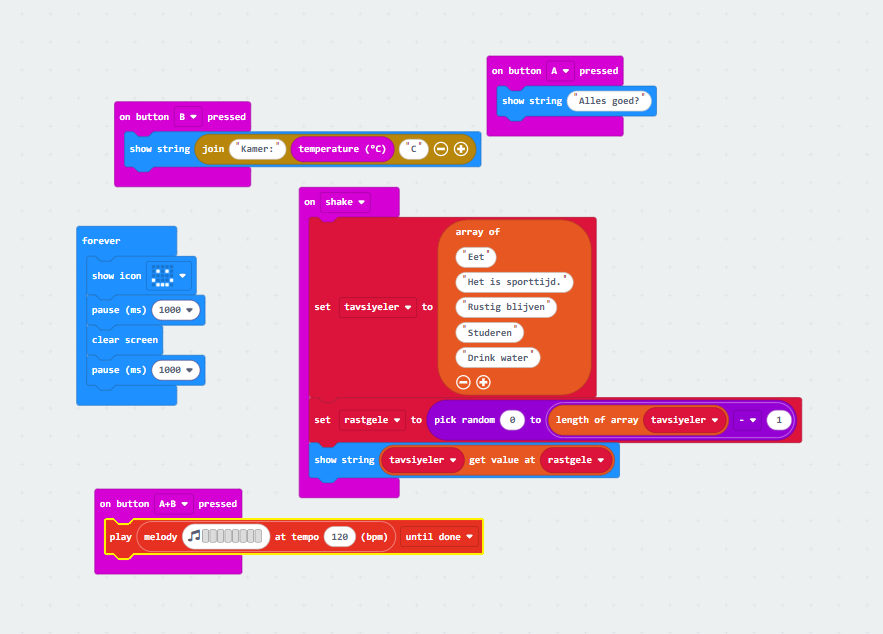 on button A pressed
show string "Alles goed?"
on button B pressed
show string join "Kamer:" temperature (°C) "C"
on shake
array of
"Eet"
"Het is sporttijd."
set tavsiyeler to "Rustig blijven"
"Studeren"
"Drink water"
set rastgele to pick random 0 to length of array tavsiyeler - 1
show string tavsiyeler get value at rastgele
forever
show icon
pause (ms) 1000
clear screen
pause (ms) 1000
on button A+B pressed
play melody at tempo 120 (bpm) until done